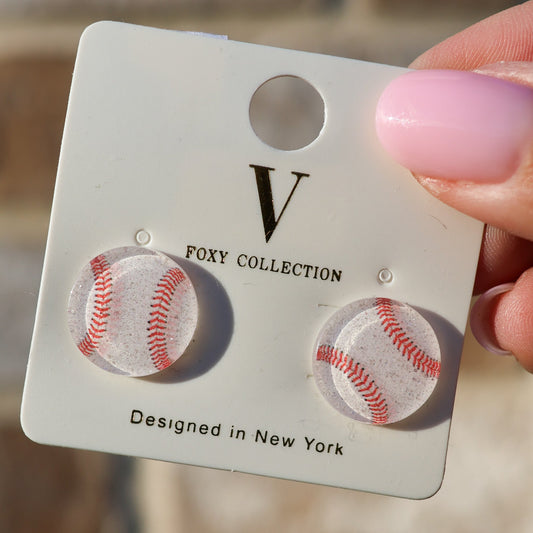 V
FOXY COLLECTION
Designed in New York